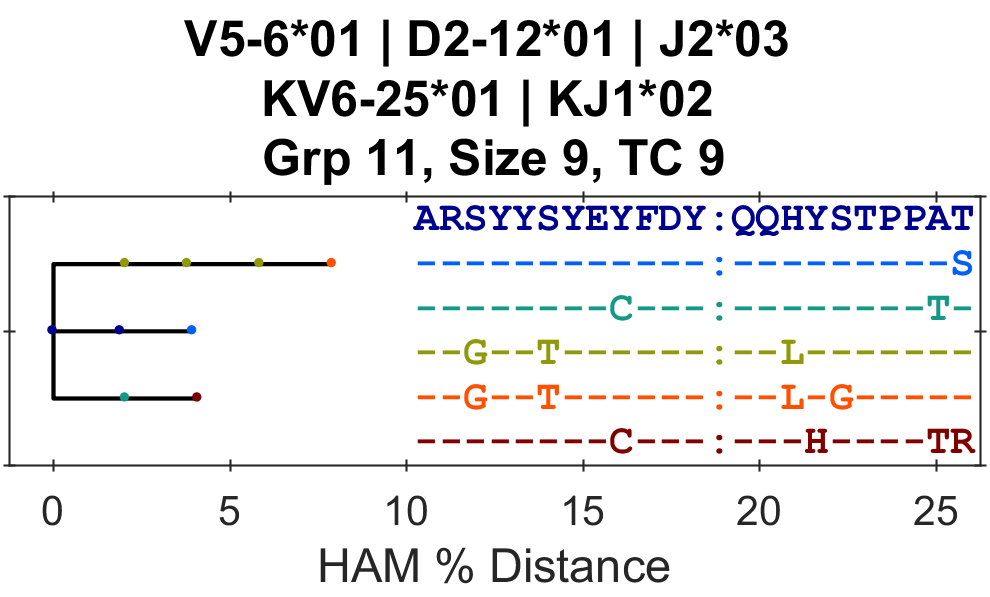 V5-6*01 | D2-12*01 | J2*03
KV6-25*01 | KJ1*02
Grp 11, Size 9, TC 9
ARSYYSYEYFDY:QQHYSTPPAT
------------:---------S
--------C---:--------T-
--G--T------:--L-------
--G--T------:--L-G-----
--------C---:---H----TR
0 5 10 15 20 25
HAM % Distance